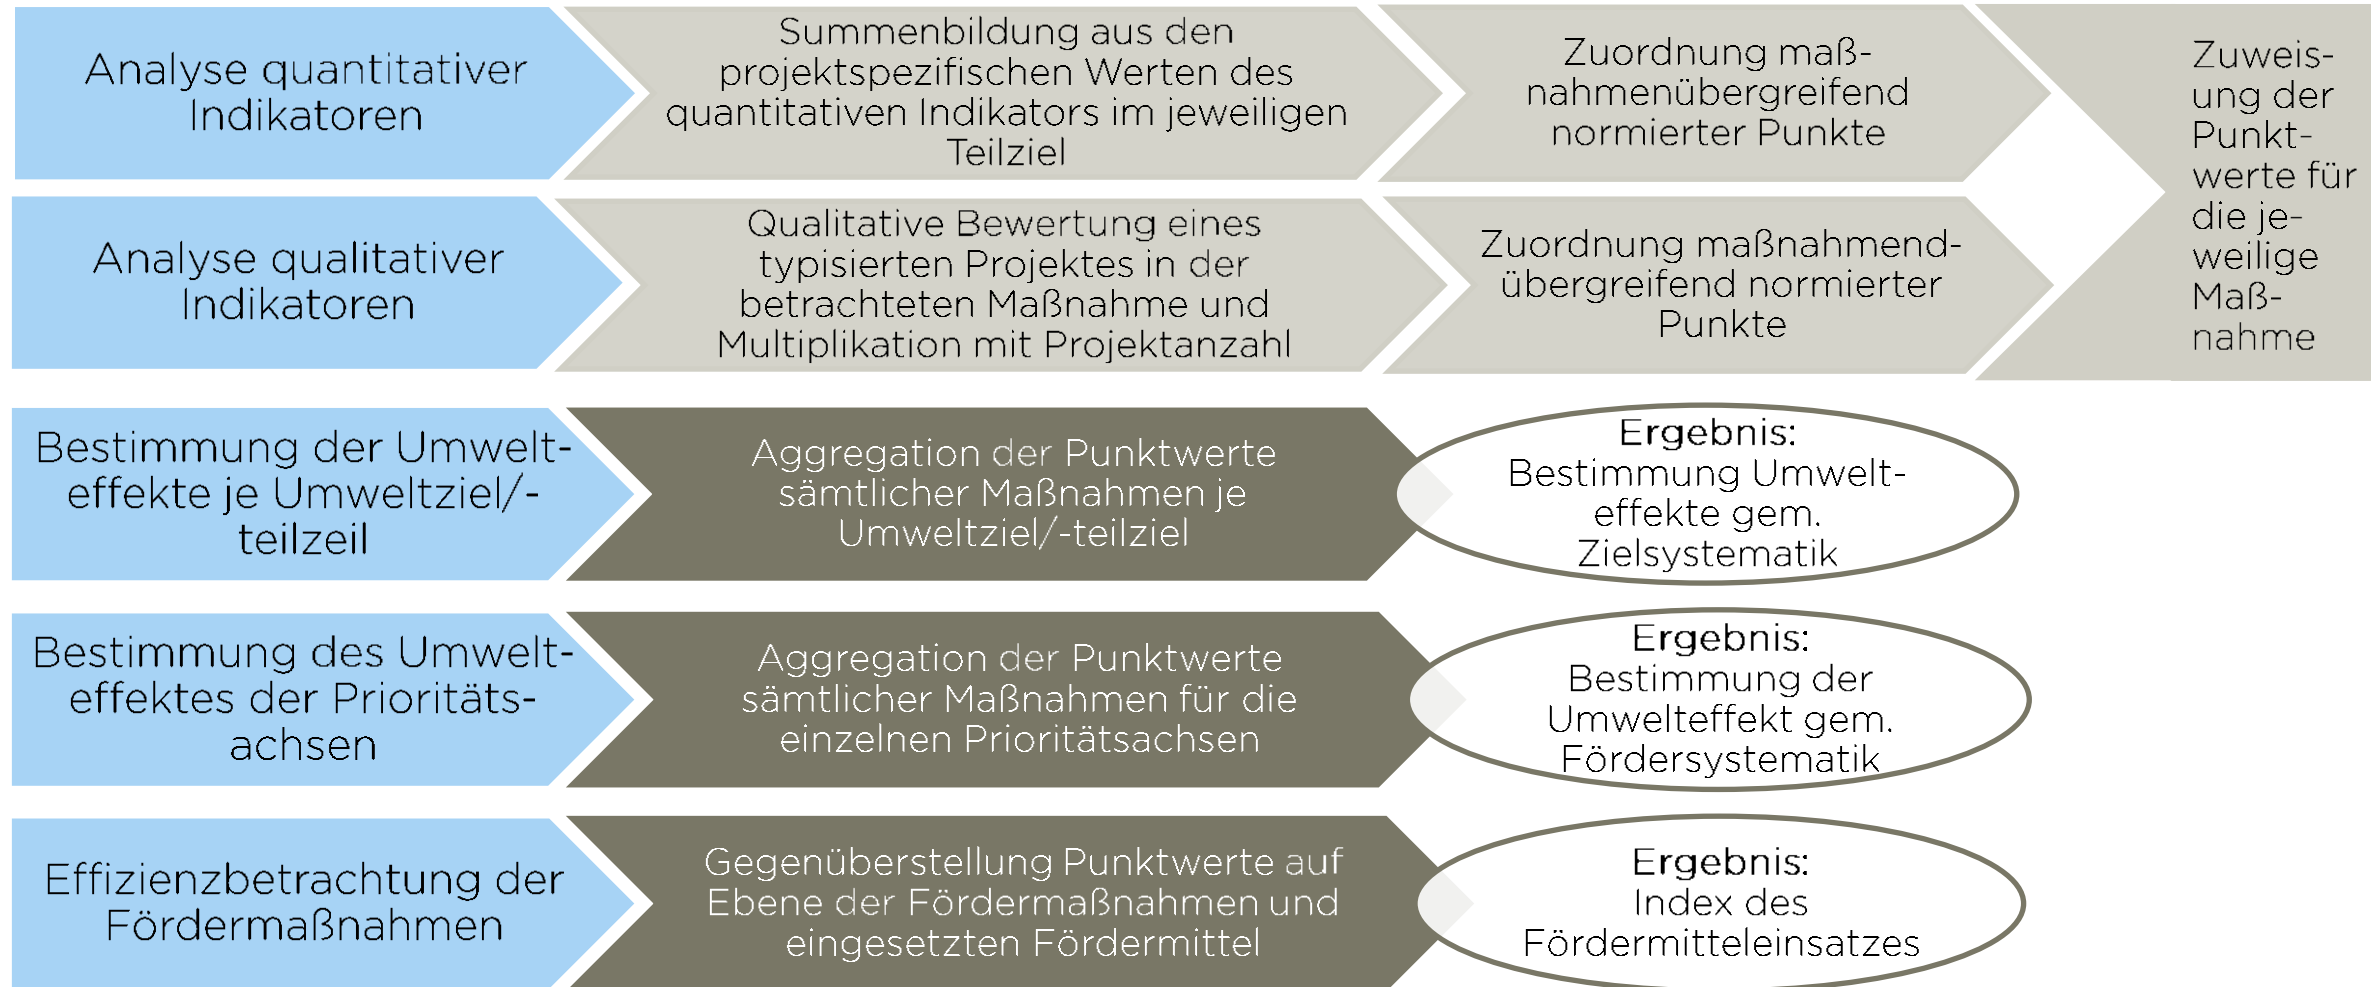 Analyse quantitativer
Indikatoren
Summenbildung aus den
projektspezifischen Werten des
quantitativen Indikators im jeweiligen
Teilziel
Zuordnung maß-
nahmenübergreifend
normierter Punkte
Zuweis-
ung der
Punkt-
werte für
die je-
weilige
Maß-
nahme
Analyse qualitativer
Indikatoren
Qualitative Bewertung eines
typisierten Projektes in der
betrachteten Maßnahme und
Multiplikation mit Projektanzahl
Zuordnung maßnahmend-
übergreifend normierter
Punkte
Bestimmung der Umwelt-
effekte je Umweltziel/-
teilzeil
Aggregation der Punktwerte
sämtlicher Maßnahmen je
Umweltziel/-teilziel
Ergebnis:
Bestimmung Umwelt-
effekte gem.
Zielsystematik
Bestimmung des Umwelt-
effektes der Prioritäts-
achsen
Aggregation der Punktwerte
sämtlicher Maßnahmen für die
einzelnen Prioritätsachsen
Ergebnis:
Bestimmung der
Umwelteffekt gem.
Fördersystematik
Effizienzbetrachtung der
Fördermaßnahmen
Gegenüberstellung Punktwerte auf
Ebene der Fördermaßnahmen und
eingesetzten Fördermittel
Ergebnis:
Index des
Fördermitteleinsatzes